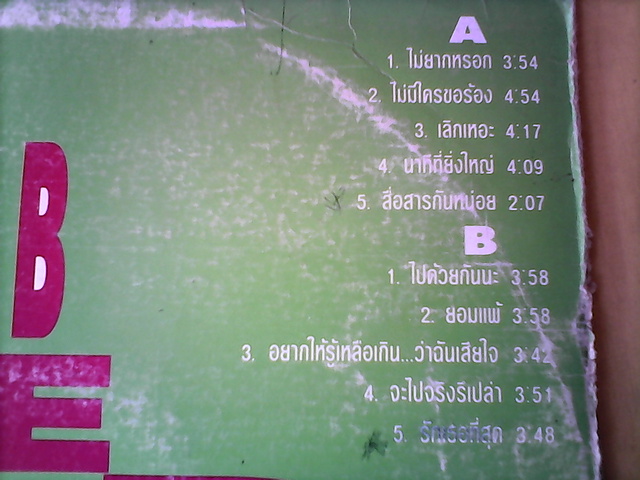 A
1. ไม่ยากหรอก 3:54
2. ไม่มีใครขอร้อง 4:54
3. เลิกเหอะ 4:17
4. นาทีที่ยิ่งใหญ่ 4:09
5. สื่อสารกันหน่อย 2:07
B
1. ไปด้วยกันนะ 3:58
2. ยอมแพ้ 3:58
3. อยากให้รู้เหลือเกิน...ว่าฉันเสียใจ 3:42
4. จะไปจริงรึเปล่า 3:51
5. รักเธอที่สุด 3:48
B
E